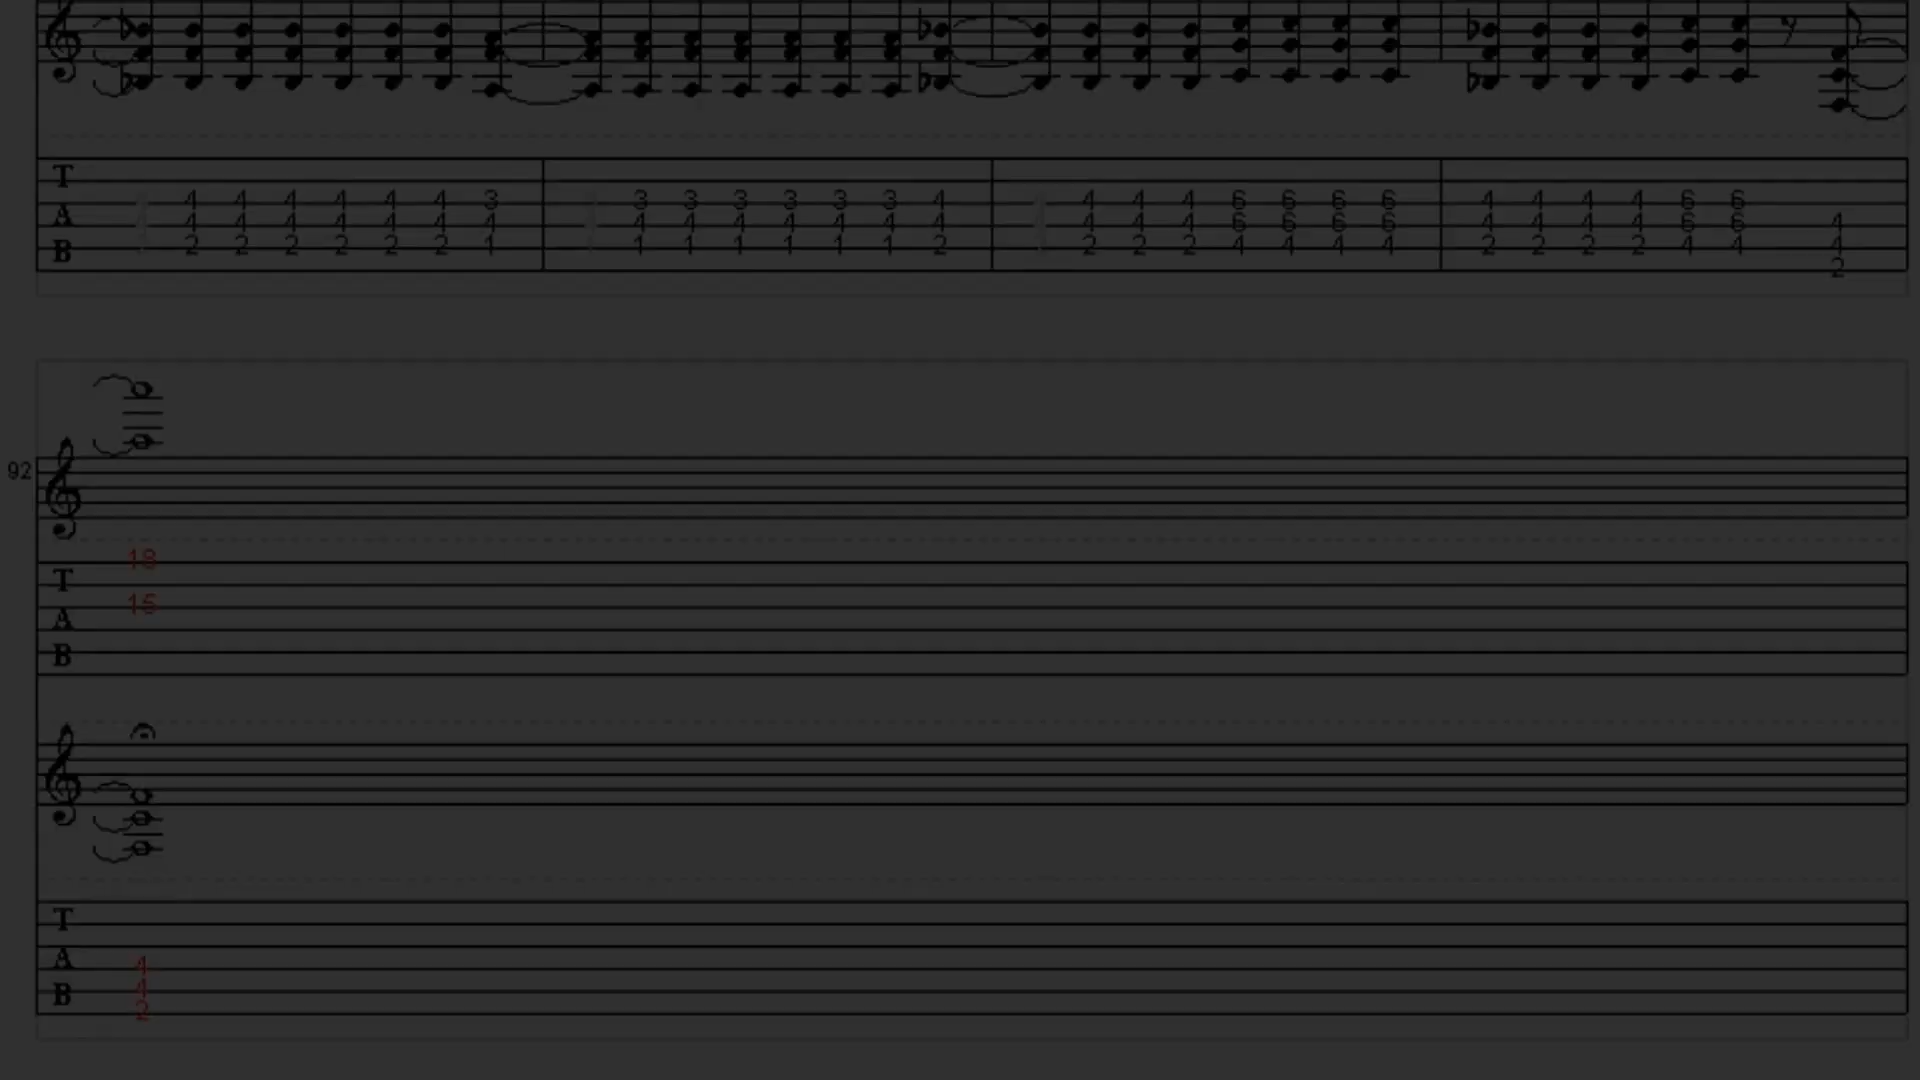 T
4 4 4 4 4 4 3 3 3 3 3 3 3 4 4 4 4 6 6 6 6 4 4 4 4 6 6
A 4 4 4 4 4 4 4 4 4 4 4 4 4 4 4 4 4 6 6 6 6 4 4 4 4 6 6 4
B 2 2 2 2 2 2 1 1 1 1 1 1 1 2 2 2 2 4 4 4 4 2 2 2 2 4 4 4
2
92
18
T
15
A
B
T
A 4
B 4
2